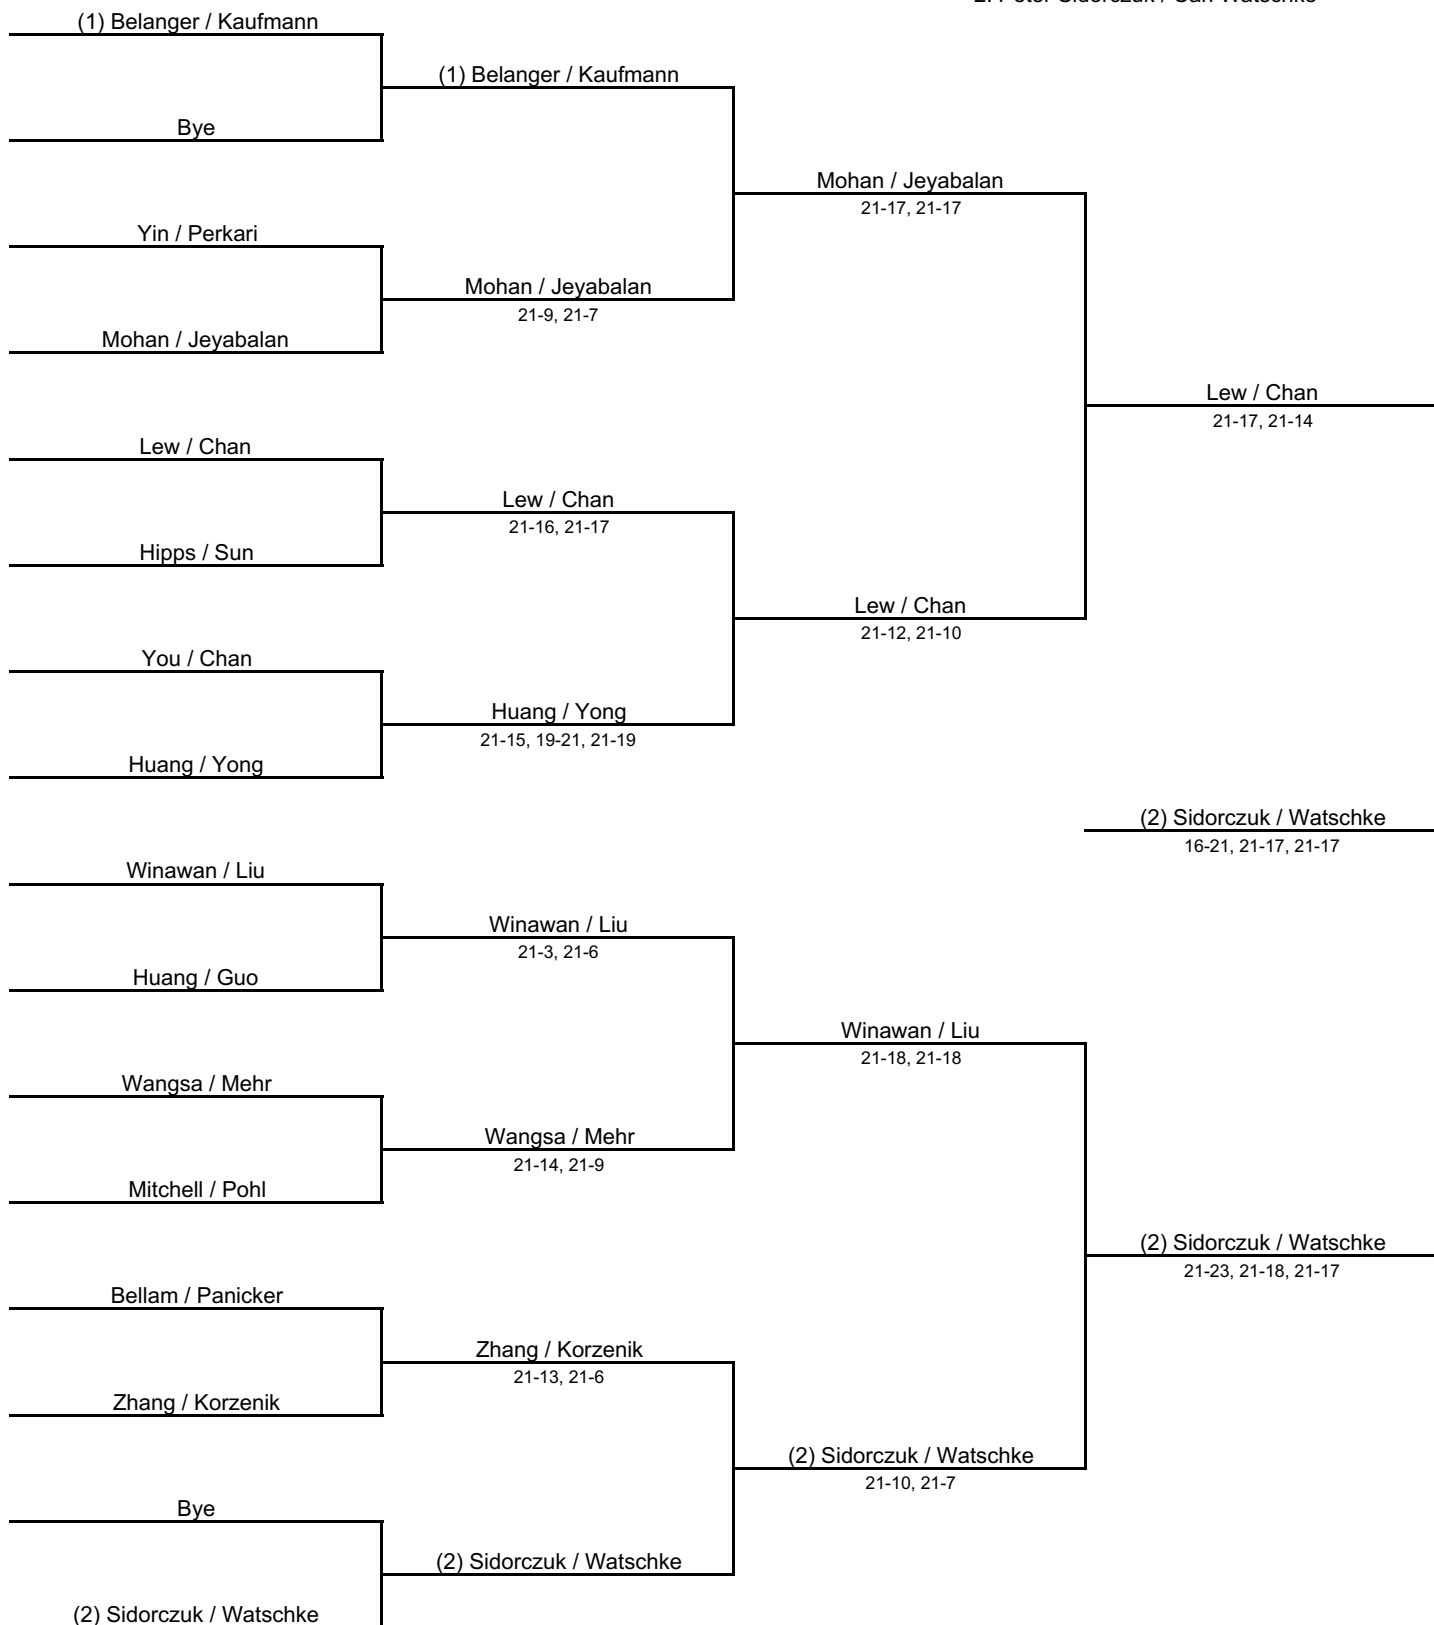 2. Peter Sidorczuk / Carl Watschke
(1) Belanger / Kaufmann
(1) Belanger / Kaufmann
Bye
Mohan / Jeyabalan
21-17, 21-17
Yin / Perkari
Mohan / Jeyabalan
21-9, 21-7
Mohan / Jeyabalan
Lew / Chan
21-17, 21-14
Lew / Chan
Lew / Chan
21-16, 21-17
Hipps / Sun
Lew / Chan
21-12, 21-10
You / Chan
Huang / Yong
21-15, 19-21, 21-19
Huang / Yong
(2) Sidorczuk / Watschke
16-21, 21-17, 21-17
Winawan / Liu
Winawan / Liu
21-3, 21-6
Huang / Guo
Winawan / Liu
21-18, 21-18
Wangsa / Mehr
Wangsa / Mehr
21-14, 21-9
Mitchell / Pohl
(2) Sidorczuk / Watschke
21-23, 21-18, 21-17
Bellam / Panicker
Zhang / Korzenik
21-13, 21-6
Zhang / Korzenik
(2) Sidorczuk / Watschke
21-10, 21-7
Bye
(2) Sidorczuk / Watschke
(2) Sidorczuk / Watschke